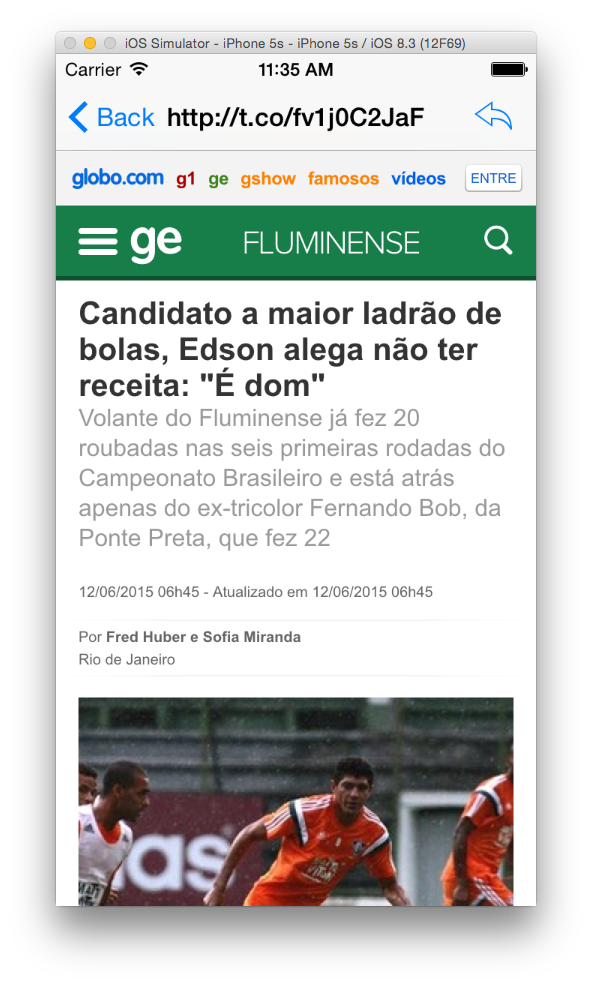 iOS Simulator - iPhone 5s - iPhone 5s / iOS 8.3 (12F69)
Carrier 11:35 AM
Back http://t.co/fv1j0C2JaF
globo.com g1 ge gshow famosos vídeos ENTRE
ge FLUMINENSE
Candidato a maior ladrão de
bolas, Edson alega não ter
receita: "É dom"
Volante do Fluminense já fez 20
roubadas nas seis primeiras rodadas do
Campeonato Brasileiro e está atrás
apenas do ex-tricolor Fernando Bob, da
Ponte Preta, que fez 22
12/06/2015 06h45 - Atualizado em 12/06/2015 06h45
Por Fred Huber e Sofia Miranda
Rio de Janeiro
as